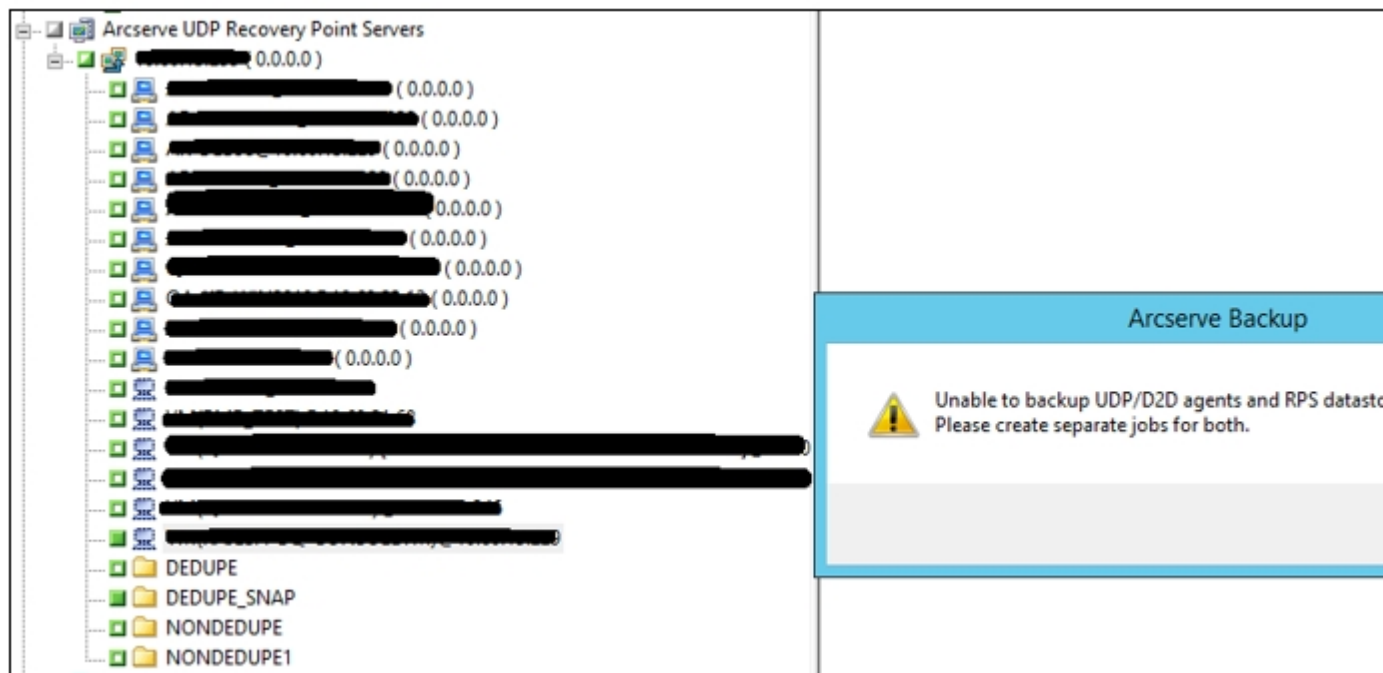 Arcserve UDP Recovery Point Servers
( 0.0.0.0 )
( 0.0.0.0 )
( 0.0.0.0 )
( 0.0.0.0 )
( 0.0.0.0 )
0.0.0.0 )
( 0.0.0.0 )
( 0.0.0.0 )
( 0.0.0.0 )
( 0.0.0.0 )
( 0.0.0.0 )
DEDUPE
DEDUPE_SNAP
NONDEDUPE
NONDEDUPE1
Arcserve Backup
Unable to backup UDP/D2D agents and RPS datasto
Please create separate jobs for both.